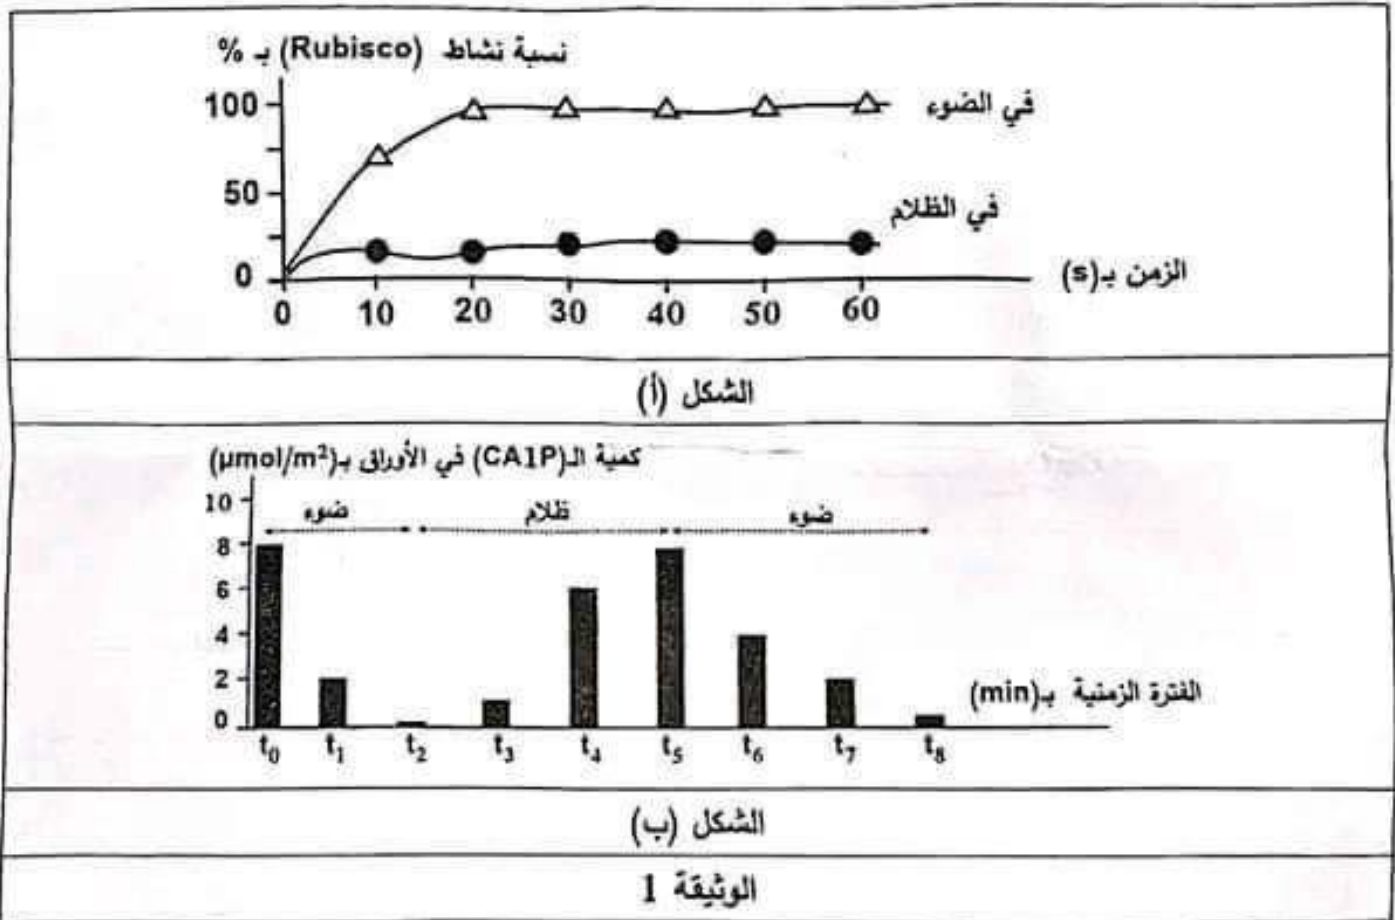 نسبة نشاط (Rubisco) بـ %
100
50
0
في الضوء
في الظلام
الزمن بـ(s)
0 10 20 30 40 50 60
الشكل (أ)
كمية الـ(CA1P) في الأوراق بـ(µmol/m²)
10
8
6
4
2
0
ضوء ظلام ضوء
الفترة الزمنية بـ(min)
t₀ t₁ t₂ t₃ t₄ t₅ t₆ t₇ t₈
الشكل (ب)
الوثيقة 1